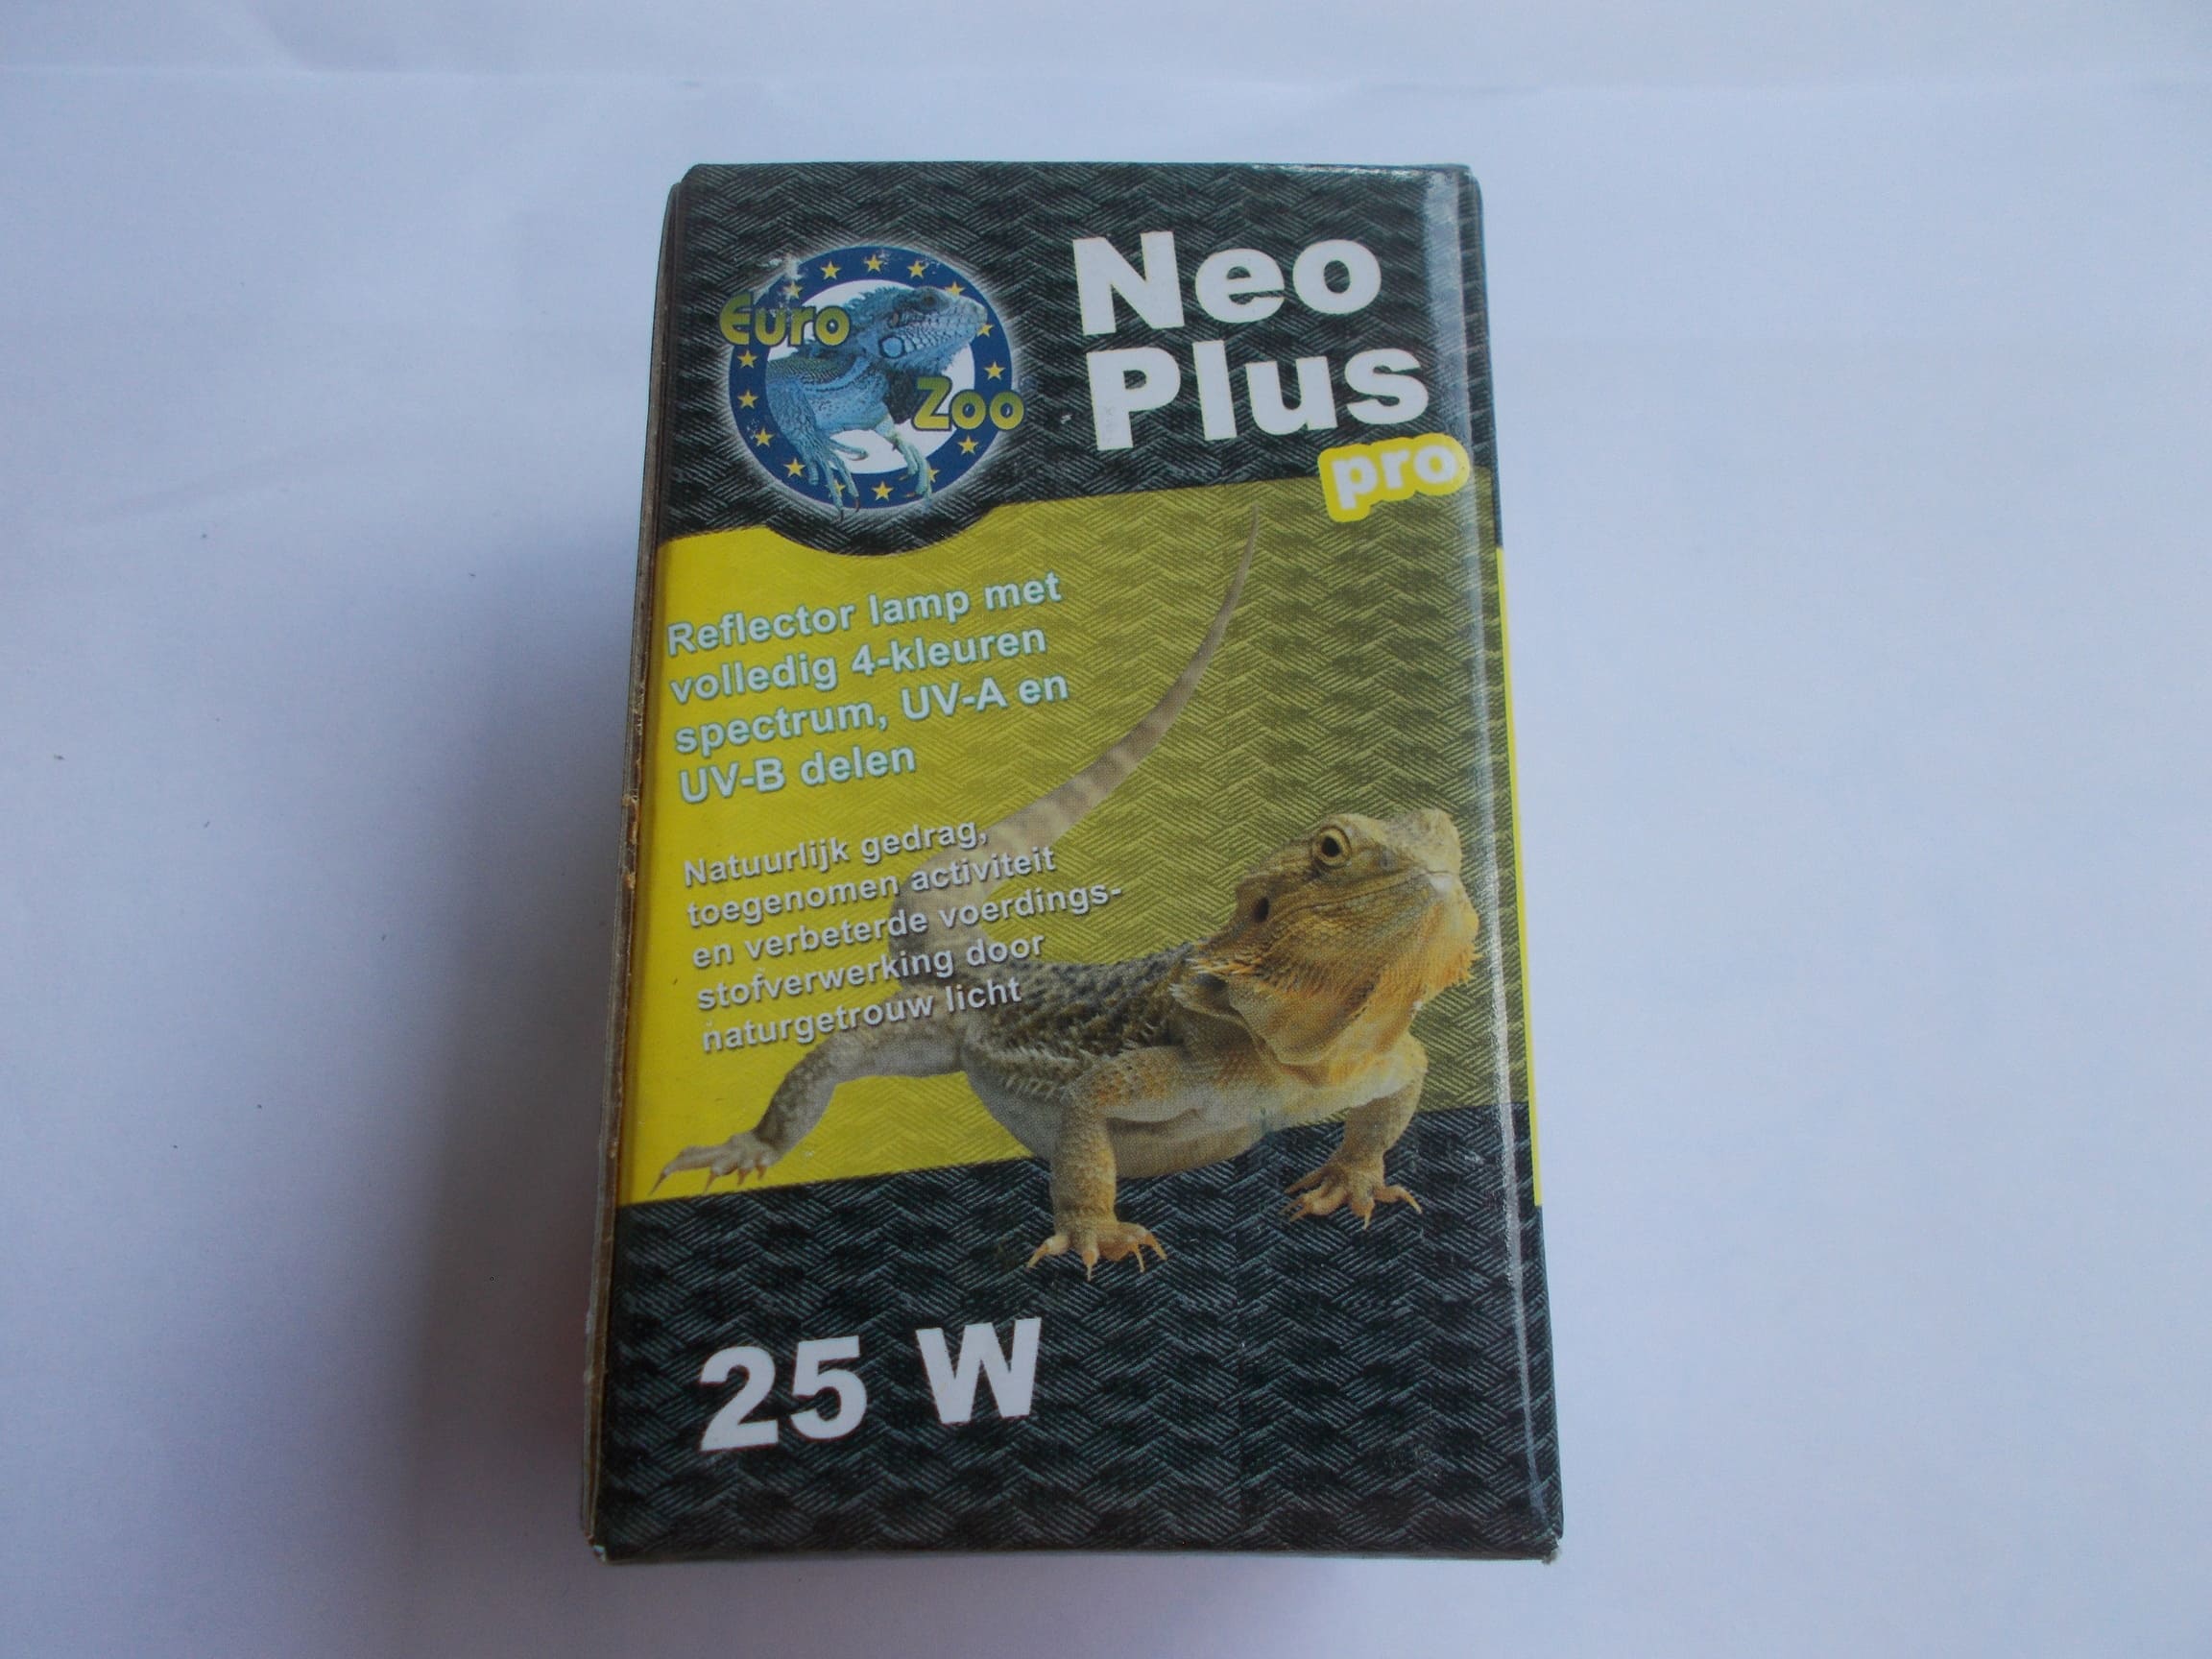 Euro
Zoo
Neo
Plus
pro
Reflector lamp met
volledig 4-kleuren
spectrum, UV-A en
UV-B delen
Natuurlijk gedrag,
toegenomen activiteit
en verbeterde voerdings-
stofverwerking door
naturgetrouw licht
25 W